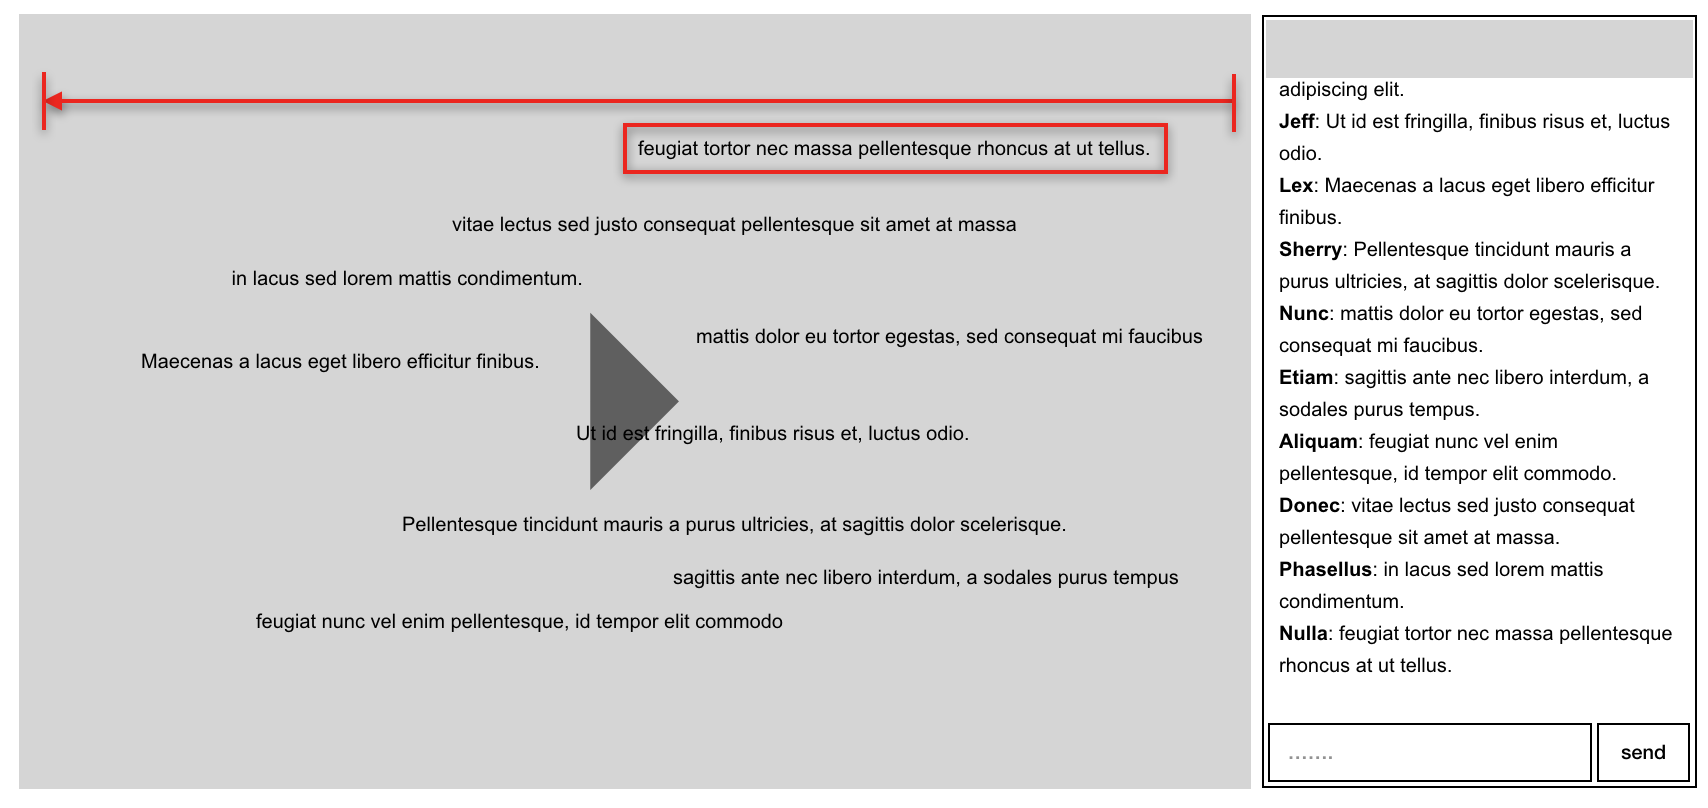 feugiat tortor nec massa pellentesque rhoncus at ut tellus.
vitae lectus sed justo consequat pellentesque sit amet at massa
in lacus sed lorem mattis condimentum.
mattis dolor eu tortor egestas, sed consequat mi faucibus
Maecenas a lacus eget libero efficitur finibus.
Ut id est fringilla, finibus risus et, luctus odio.
Pellentesque tincidunt mauris a purus ultricies, at sagittis dolor scelerisque.
sagittis ante nec libero interdum, a sodales purus tempus
feugiat nunc vel enim pellentesque, id tempor elit commodo
adipiscing elit.
Jeff: Ut id est fringilla, finibus risus et, luctus
odio.
Lex: Maecenas a lacus eget libero efficitur
finibus.
Sherry: Pellentesque tincidunt mauris a
purus ultricies, at sagittis dolor scelerisque.
Nunc: mattis dolor eu tortor egestas, sed
consequat mi faucibus.
Etiam: sagittis ante nec libero interdum, a
sodales purus tempus.
Aliquam: feugiat nunc vel enim
pellentesque, id tempor elit commodo.
Donec: vitae lectus sed justo consequat
pellentesque sit amet at massa.
Phasellus: in lacus sed lorem mattis
condimentum.
Nulla: feugiat tortor nec massa pellentesque
rhoncus at ut tellus.
.......
send